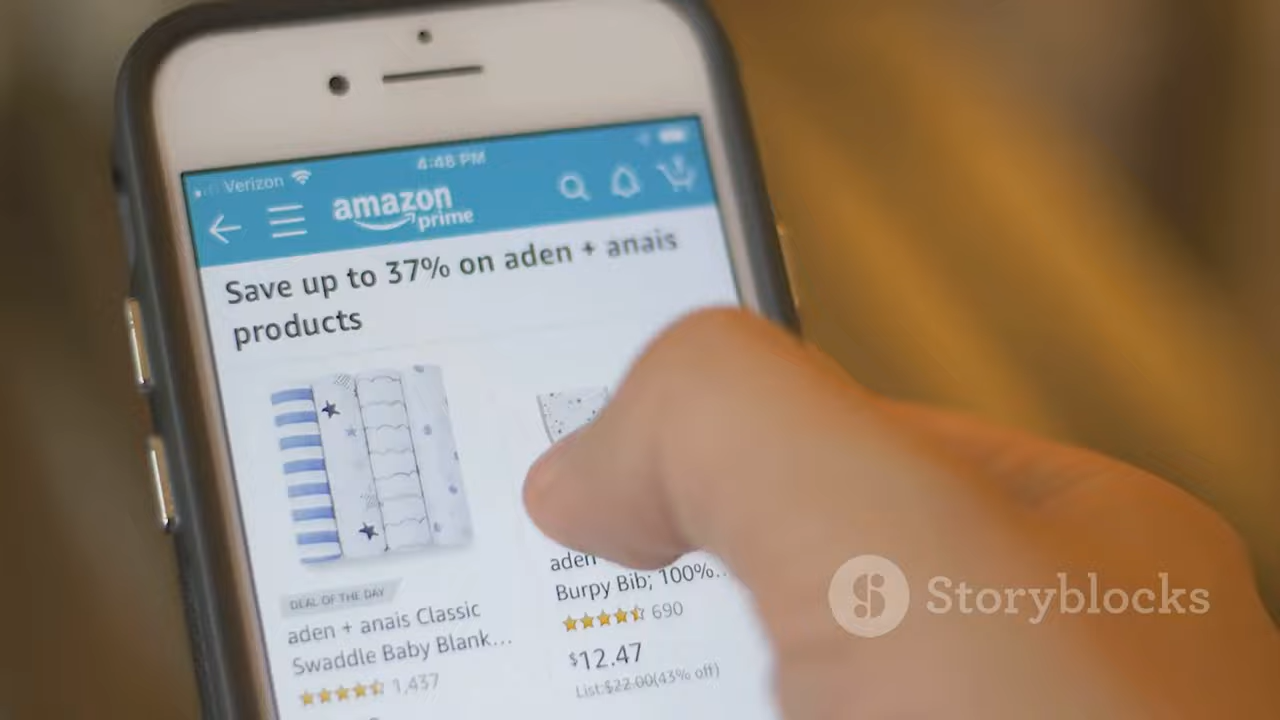 4:48 PM
Verizon
amazon
prime
Save up to 37% on aden + anais
products
DEAL OF THE DAY
aden + anais Classic
Swaddle Baby Blank...
1,437
aden
Burpy Bib; 100%...
690
$12.47
List:$22.00(43% off)
Storyblocks